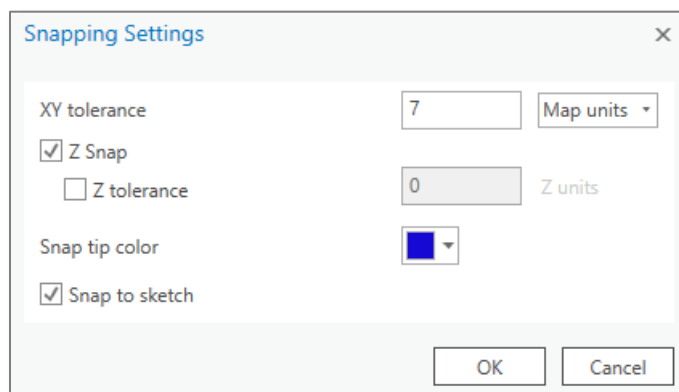 Snapping Settings
XY tolerance 7 Map units
Z Snap
Z tolerance 0 Z units
Snap tip color
Snap to sketch
OK Cancel